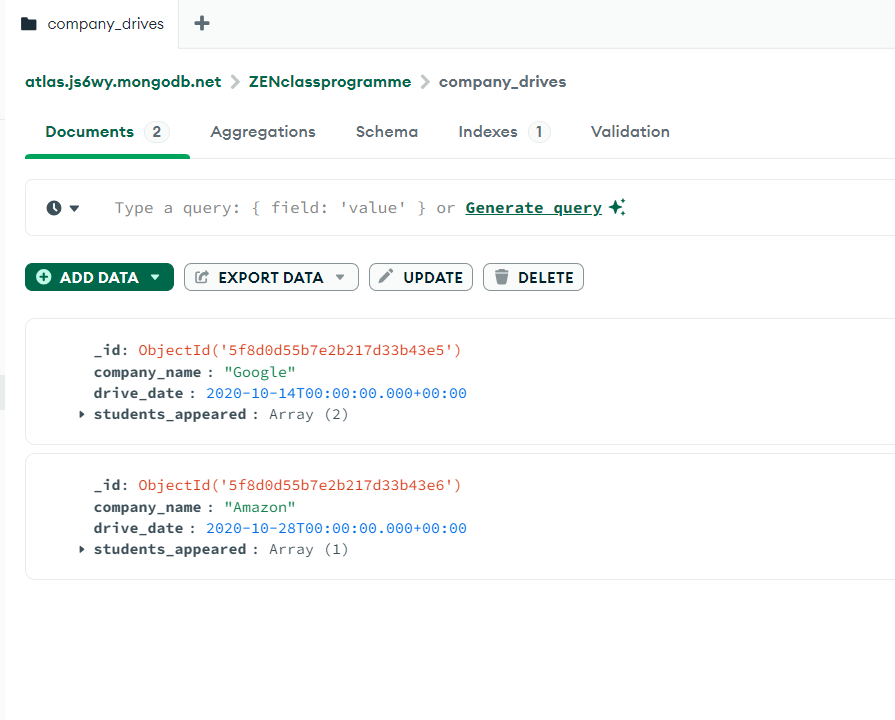 company_drives
atlas.js6wy.mongodb.net > ZENclassprogramme > company_drives
Documents 2 Aggregations Schema Indexes 1 Validation
Type a query: { field: 'value' } or Generate query
ADD DATA EXPORT DATA UPDATE DELETE
_id: ObjectId('5f8d0d55b7e2b217d33b43e5')
company_name : "Google"
drive_date : 2020-10-14T00:00:00.000+00:00
students_appeared : Array (2)
_id: ObjectId('5f8d0d55b7e2b217d33b43e6')
company_name : "Amazon"
drive_date : 2020-10-28T00:00:00.000+00:00
students_appeared : Array (1)